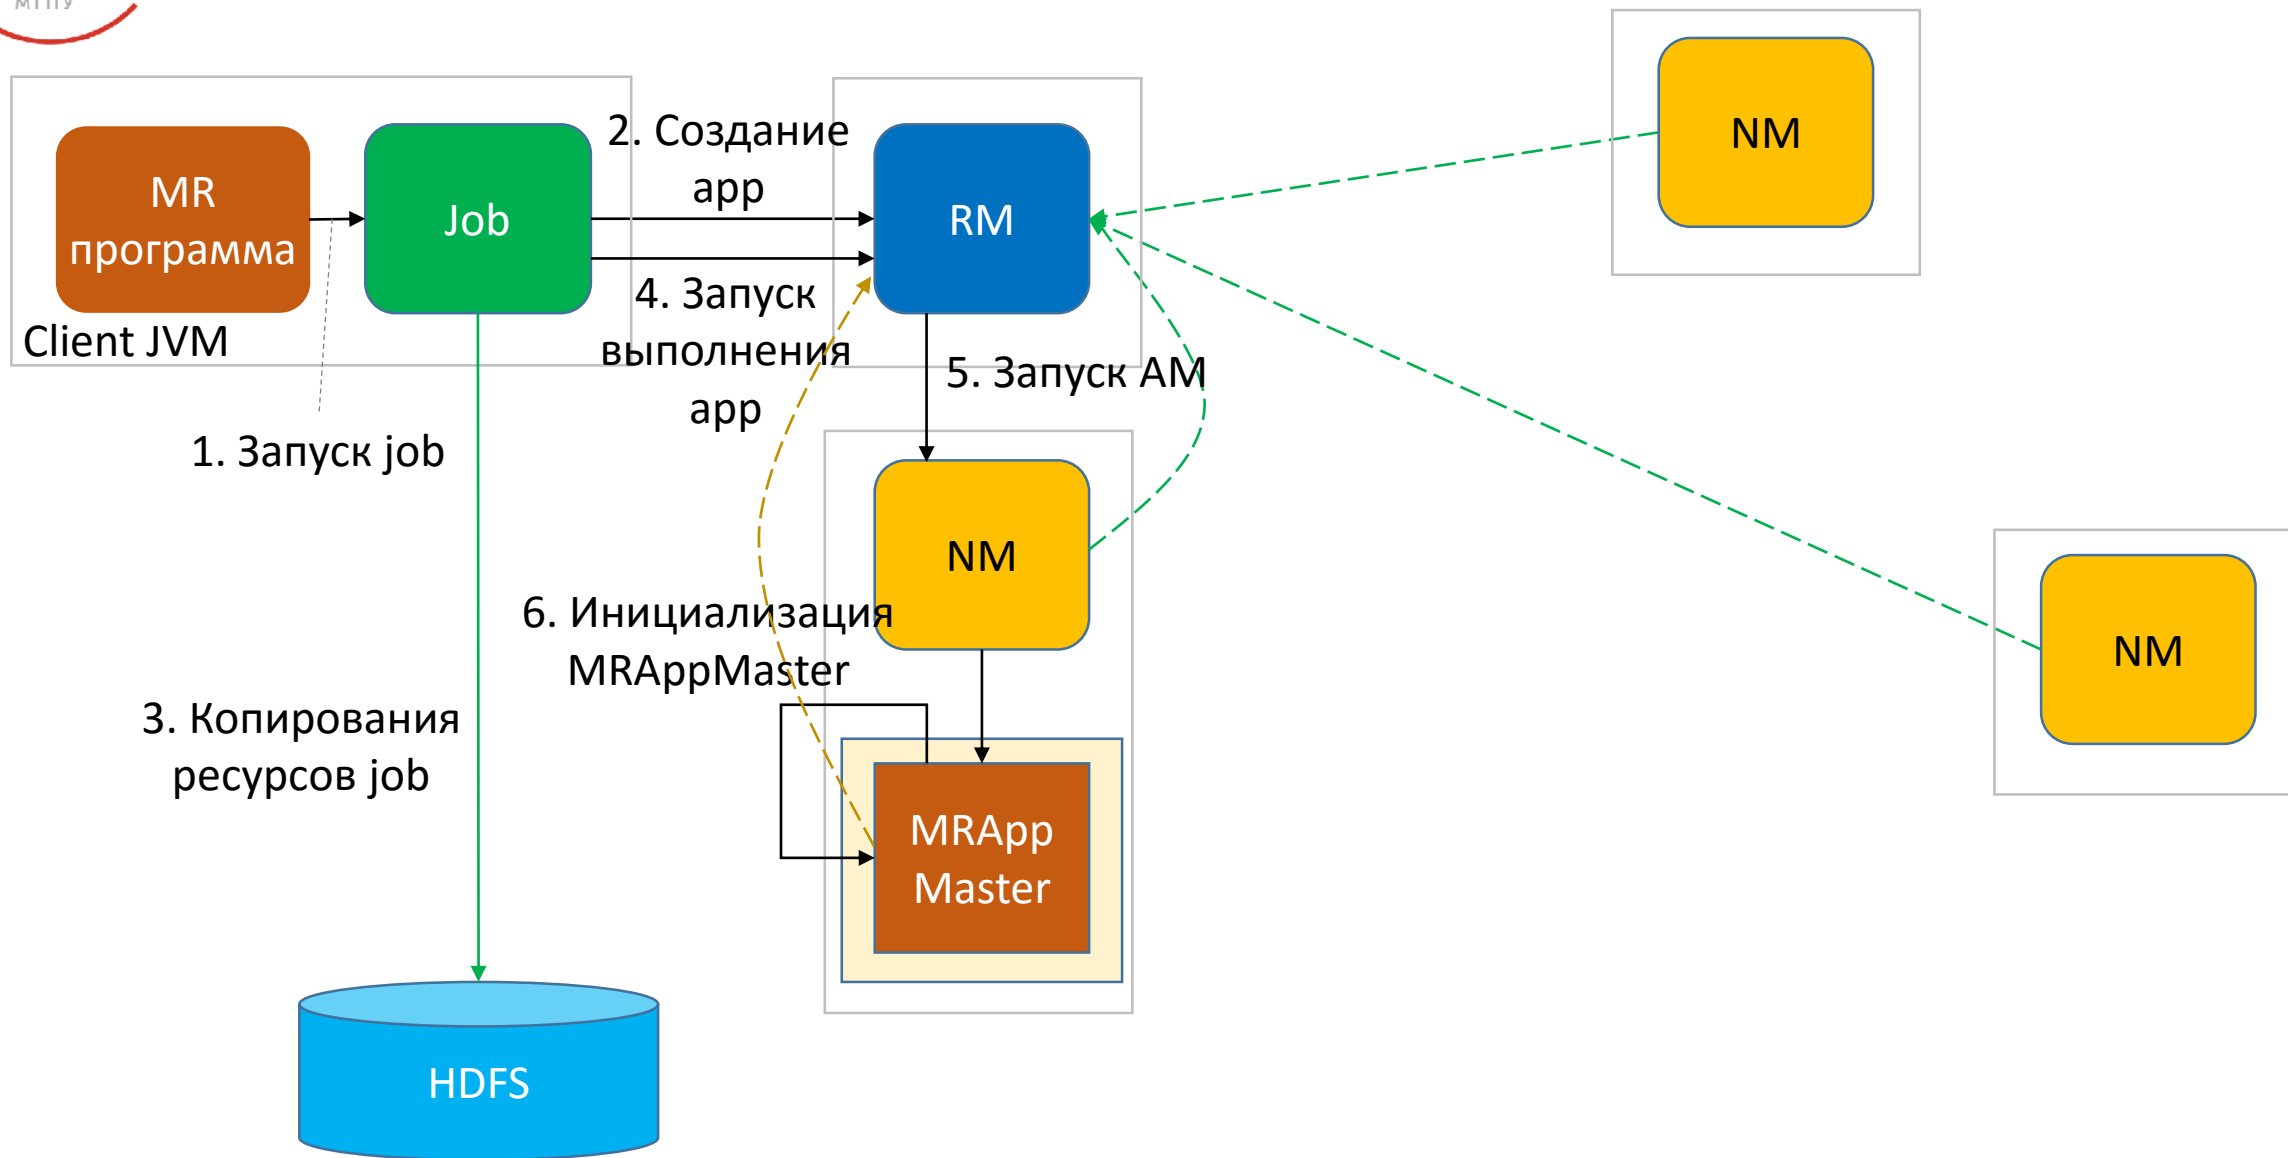 МГПУ
MR
программа
Job
Client JVM
1. Запуск job
2. Создание
app
4. Запуск
выполнения
app
RM
5. Запуск AM
NM
NM
NM
6. Инициализация
MRAppMaster
3. Копирования
ресурсов job
MRApp
Master
HDFS